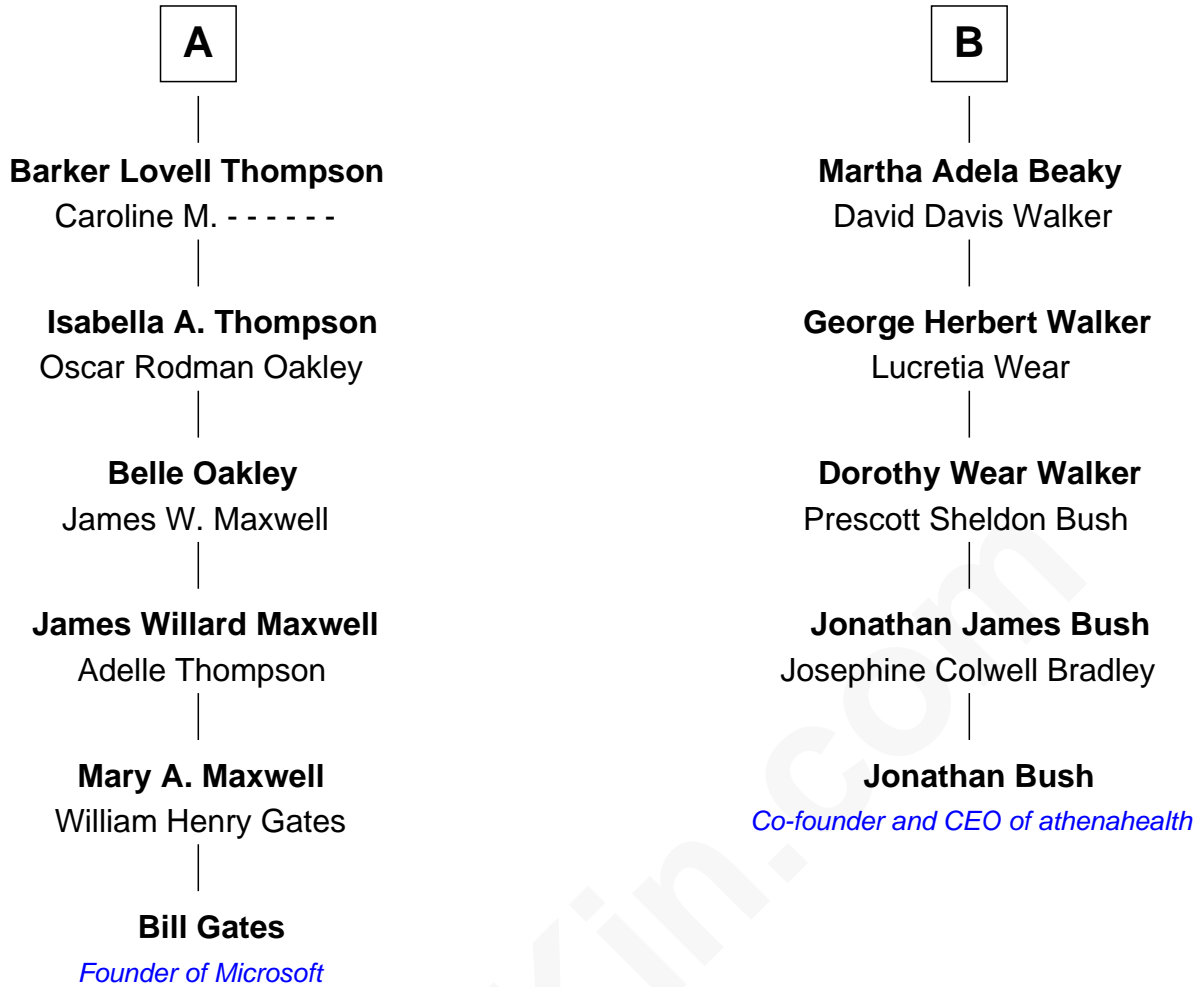 A
Barker Lovell Thompson
Caroline M. - - - - - -
Isabella A. Thompson
Oscar Rodman Oakley
Belle Oakley
James W. Maxwell
James Willard Maxwell
Adelle Thompson
Mary A. Maxwell
William Henry Gates
Bill Gates
Founder of Microsoft
B
Martha Adela Beaky
David Davis Walker
George Herbert Walker
Lucretia Wear
Dorothy Wear Walker
Prescott Sheldon Bush
Jonathan James Bush
Josephine Colwell Bradley
Jonathan Bush
Co-founder and CEO of athenahealth